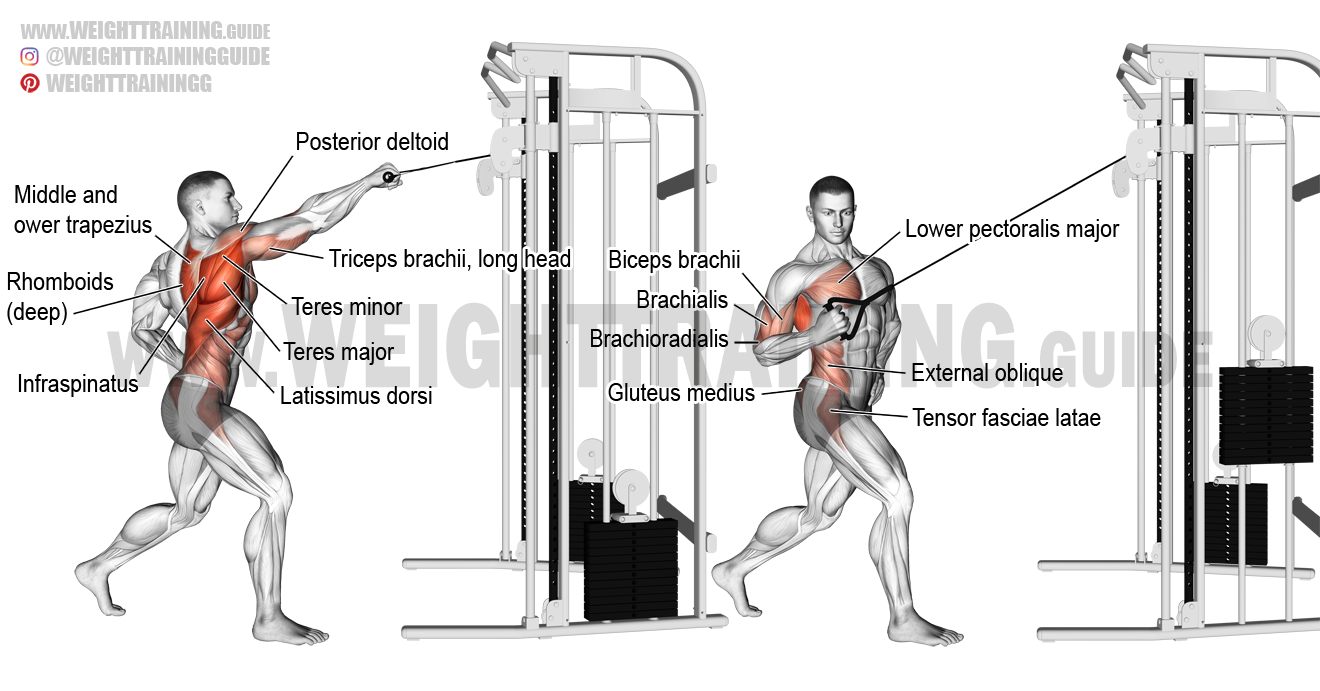 WWW.WEIGHTTRAINING.GUIDE
@WEIGHTTRAININGGUIDE
WEIGHTTRAININGG
Posterior deltoid
Middle and
ower trapezius
Triceps brachii, long head
Rhomboids
(deep)
Teres minor
Teres major
Infraspinatus
Latissimus dorsi
Lower pectoralis major
Biceps brachii
Brachialis
Brachioradialis
External oblique
Gluteus medius
Tensor fasciae latae
WWW.WEIGHTTRAINING.GUIDE